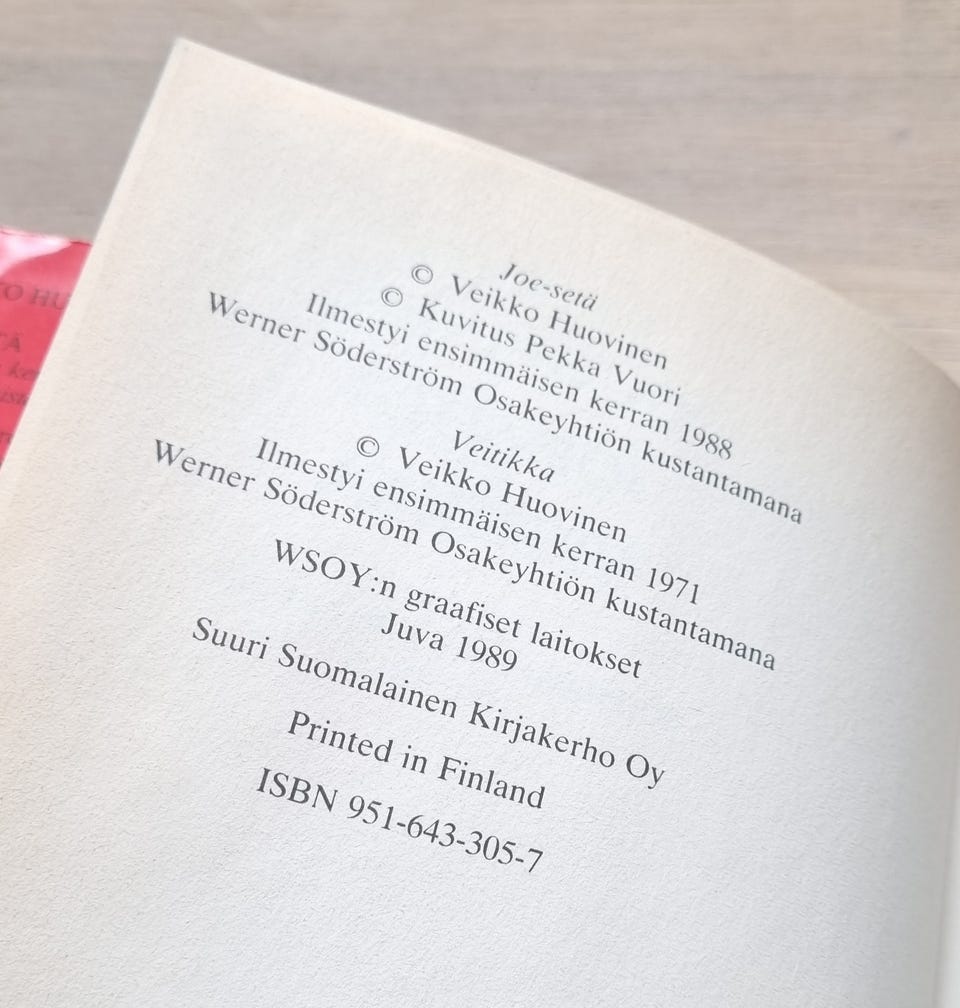 Joe-setä
© Veikko Huovinen
© Kuvitus Pekka Vuori
Ilmestyi ensimmäisen kerran 1988
Werner Söderström Osakeyhtiön kustantamana
Veitikka
© Veikko Huovinen
Ilmestyi ensimmäisen kerran 1971
Werner Söderström Osakeyhtiön kustantamana
WSOY:n graafiset laitokset
Juva 1989
Suuri Suomalainen Kirjakerho Oy
Printed in Finland
ISBN 951-643-305-7